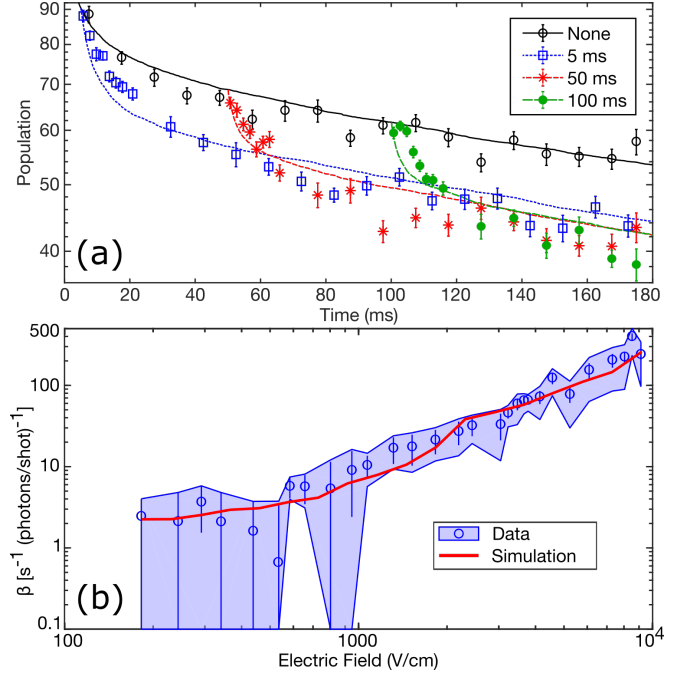 90
80
70
60
50
40
Population
None
5 ms
50 ms
100 ms
(a)
0 20 40 60 80 100 120 140 160 180
Time (ms)
500
100
10
1
0.1
β [s⁻¹ (photons/shot)⁻¹]
Data
Simulation
(b)
100 1000 10⁴
Electric Field (V/cm)